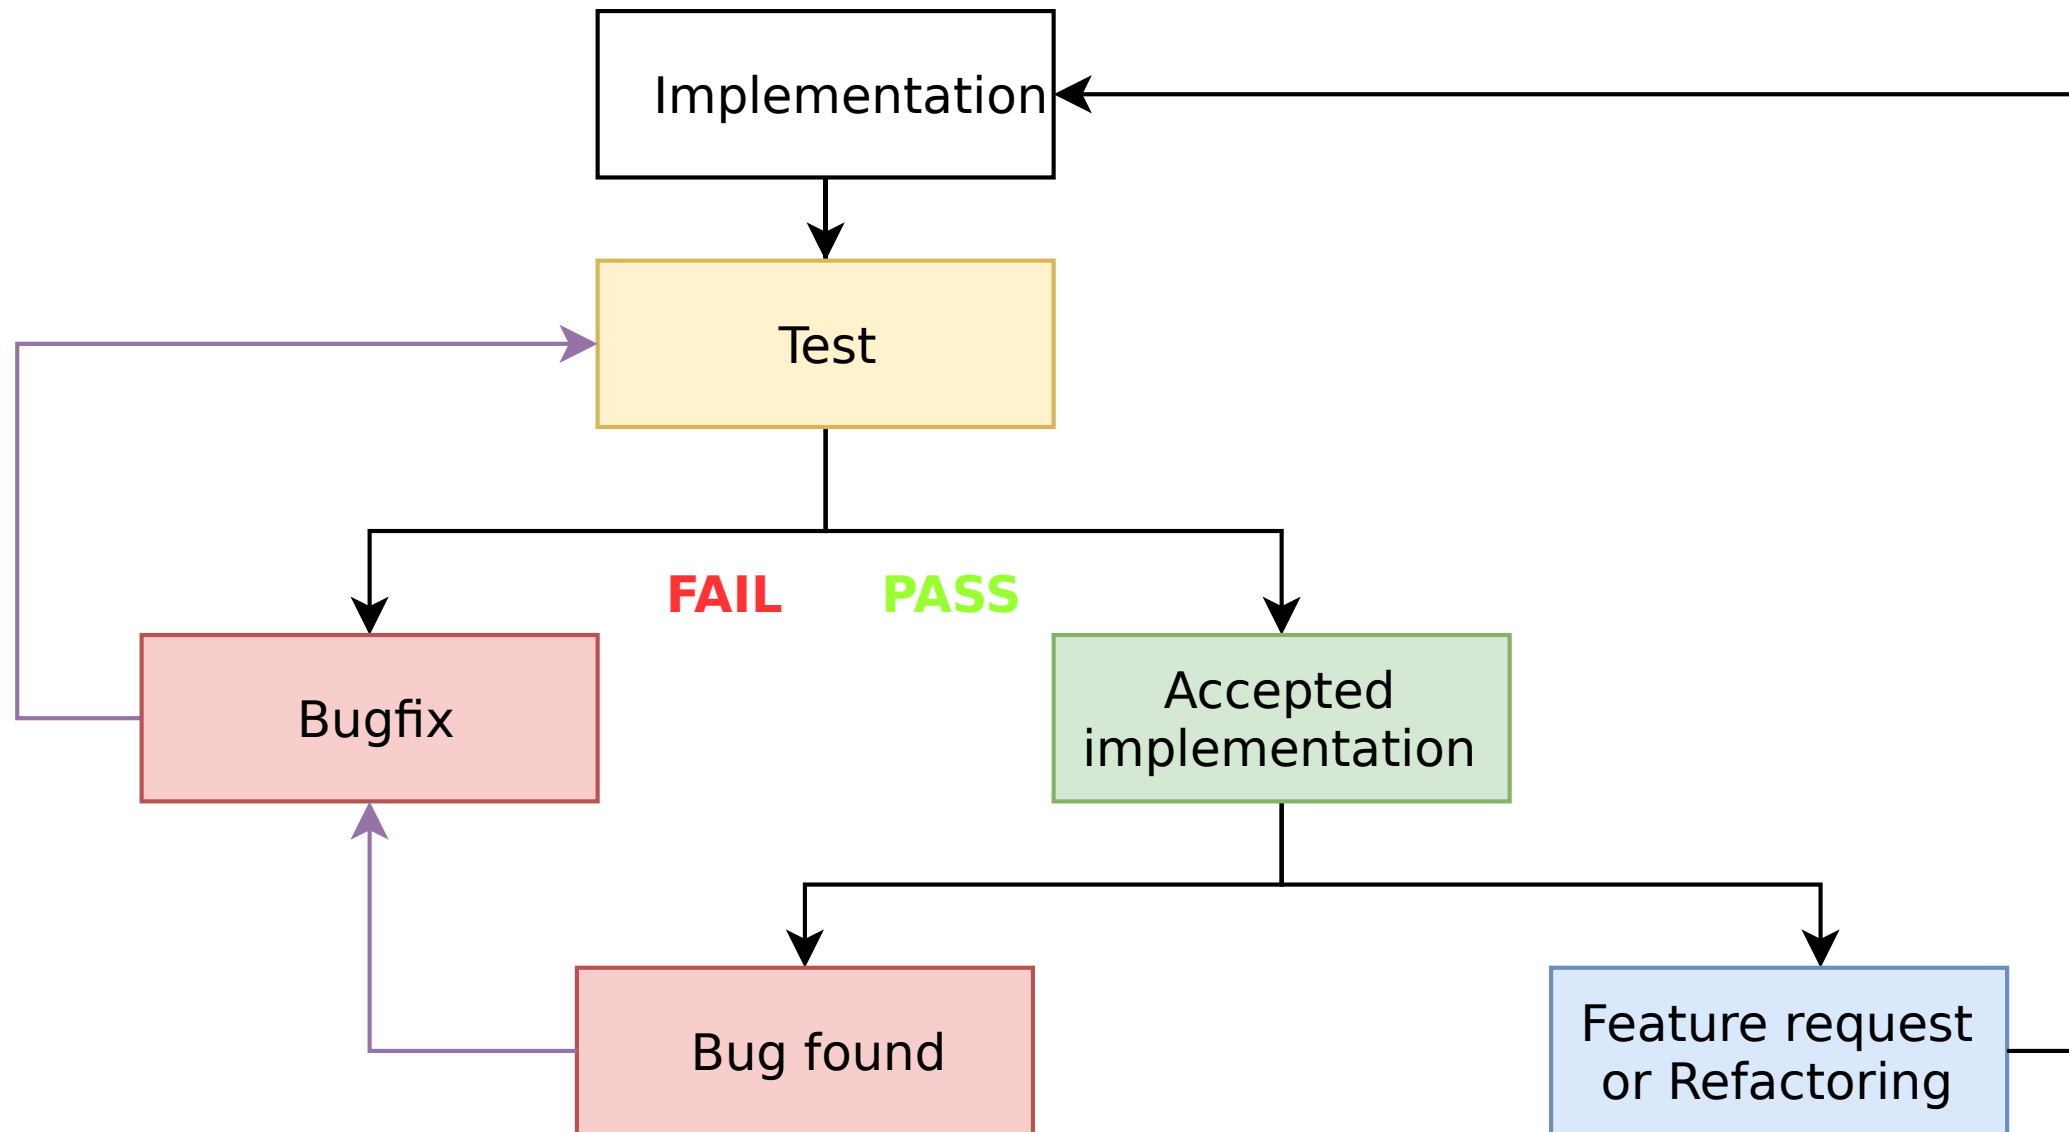 Implementation
Test
FAIL
PASS
Bugfix
Accepted
implementation
Bug found
Feature request
or Refactoring